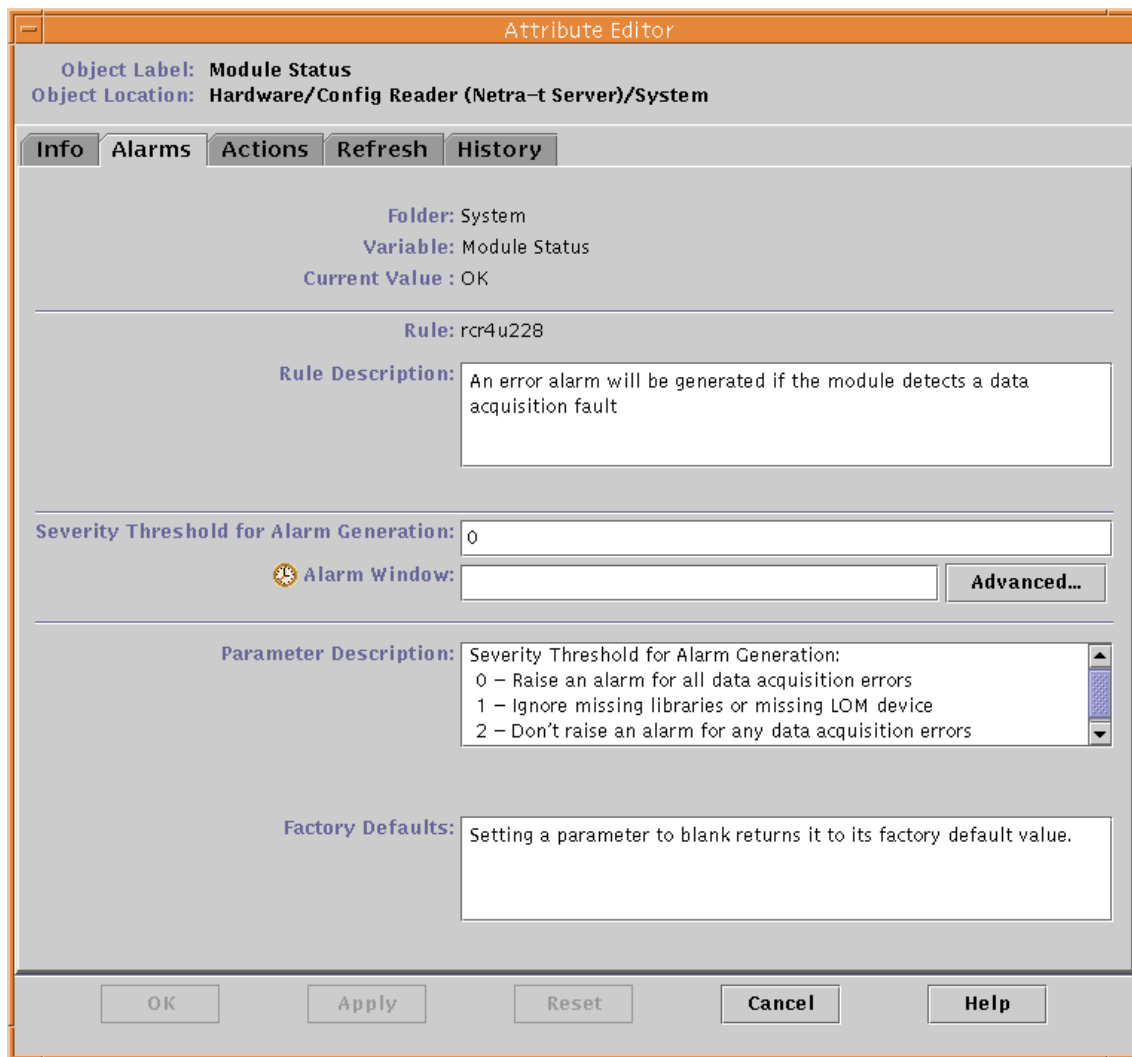 Attribute Editor
Object Label: Module Status
Object Location: Hardware/Config Reader (Netra-t Server)/System
Info Alarms Actions Refresh History
Folder: System
Variable: Module Status
Current Value : OK
Rule: rcr4u228
Rule Description: An error alarm will be generated if the module detects a data
acquisition fault
Severity Threshold for Alarm Generation: 0
Alarm Window: Advanced...
Parameter Description: Severity Threshold for Alarm Generation:
0 – Raise an alarm for all data acquisition errors
1 – Ignore missing libraries or missing LOM device
2 – Don't raise an alarm for any data acquisition errors
Factory Defaults: Setting a parameter to blank returns it to its factory default value.
OK Apply Reset Cancel Help